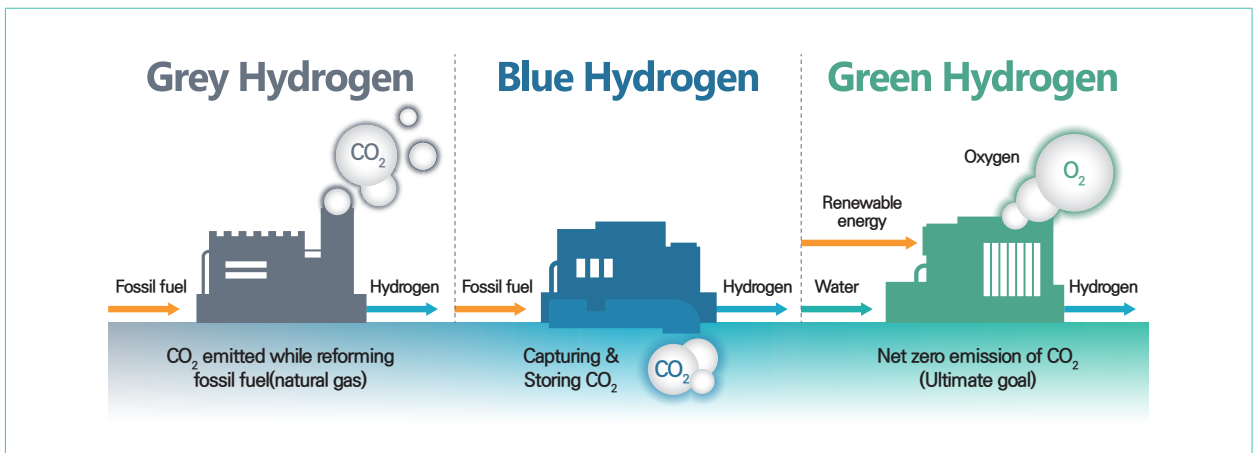 Grey Hydrogen
CO₂
Fossil fuel
Hydrogen
CO₂ emitted while reforming
fossil fuel(natural gas)
Blue Hydrogen
Fossil fuel
Hydrogen
Capturing &
Storing CO₂
CO₂
Green Hydrogen
Oxygen
O₂
Renewable
energy
Water
Hydrogen
Net zero emission of CO₂
(Ultimate goal)